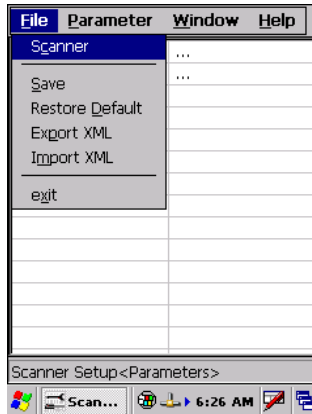 File Parameter Window Help
Scanner
...
...
Save
Restore Default
Export XML
Import XML
exit
Scanner Setup<Parameters>
Scan... 6:26 AM